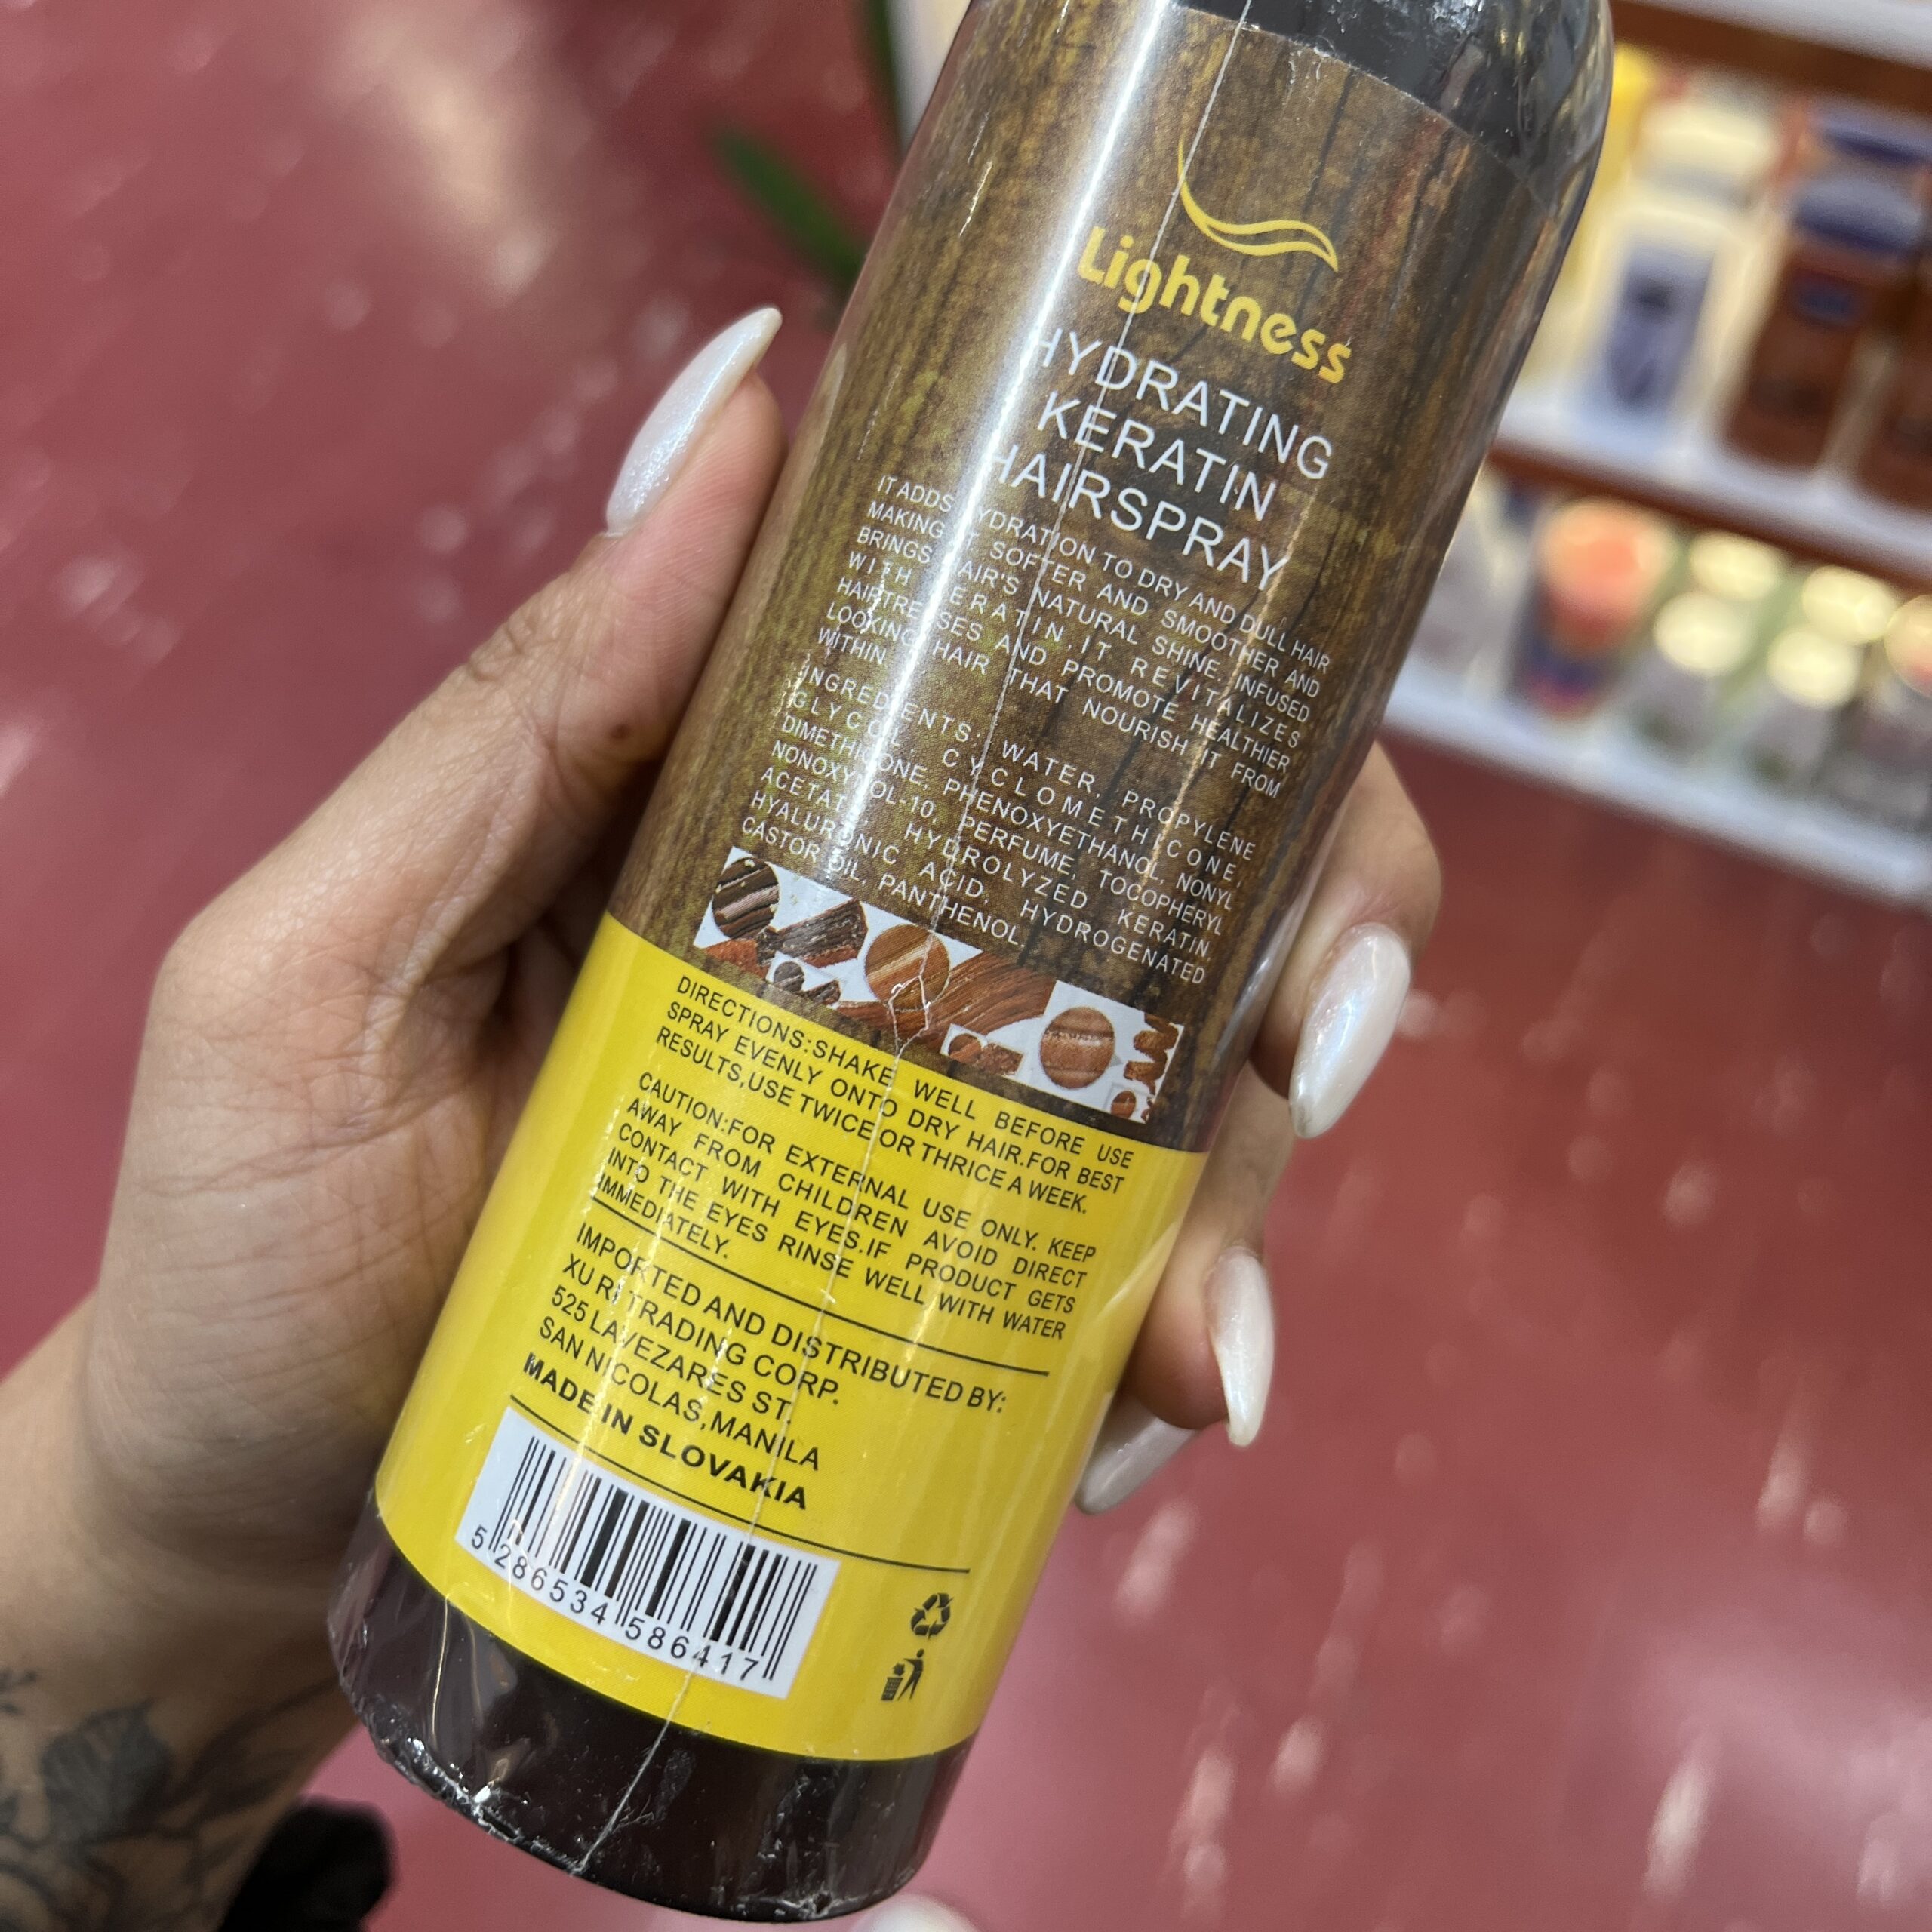 Lightness
HYDRATING
KERATIN
HAIRSPRAY
IT ADDS HYDRATION TO DRY AND DULL HAIR
MAKING IT SOFTER AND SMOOTHER AND
BRINGS HAIR'S NATURAL SHINE. INFUSED
WITH KERATIN, IT REVITALIZES
HAIRTRESSES AND PROMOTE HEALTHIER
LOOKING HAIR THAT NOURISH IT FROM
WITHIN
INGREDIENTS: WATER, PROPYLENE
GLYCOL, CYCLOMETHICONE,
DIMETHICONE, PHENOXYETHANOL, NONYL
NONOXYNOL-10, PERFUME, TOCOPHERYL
ACETATE, HYDROLYZED KERATIN,
HYALURONIC ACID, HYDROGENATED
CASTOR OIL, PANTHENOL,
DIRECTIONS:SHAKE WELL BEFORE USE
SPRAY EVENLY ONTO DRY HAIR.FOR BEST
RESULTS,USE TWICE OR THRICE A WEEK.
CAUTION:FOR EXTERNAL USE ONLY. KEEP
AWAY FROM CHILDREN AVOID DIRECT
CONTACT WITH EYES.IF PRODUCT GETS
INTO THE EYES RINSE WELL WITH WATER
IMMEDIATELY.
IMPORTED AND DISTRIBUTED BY:
XU RI TRADING CORP.
525 LAVEZARES ST.
SAN NICOLAS,MANILA
MADE IN SLOVAKIA
5 286534 586417